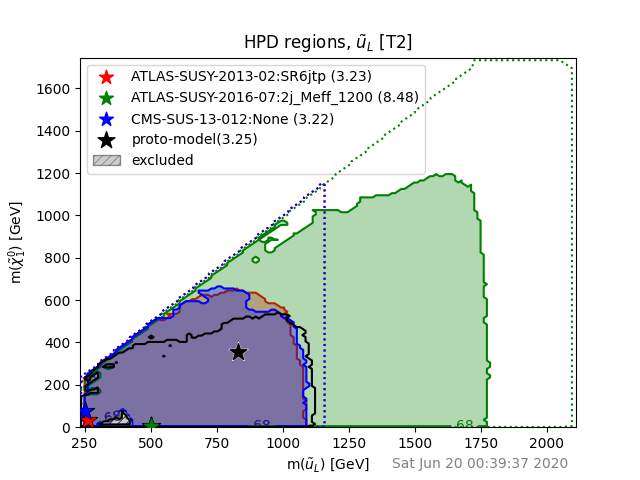 HPD regions, ũ_L [T2]
ATLAS-SUSY-2013-02:SR6jtp (3.23)
ATLAS-SUSY-2016-07:2j_Meff_1200 (8.48)
CMS-SUS-13-012:None (3.22)
proto-model(3.25)
excluded
m(χ̃₁⁰) [GeV]
1600
1400
1200
1000
800
600
400
200
0
.68
.68
.68
250
500
750
1000
1250
1500
1750
2000
m(ũ_L) [GeV]
Sat Jun 20 00:39:37 2020